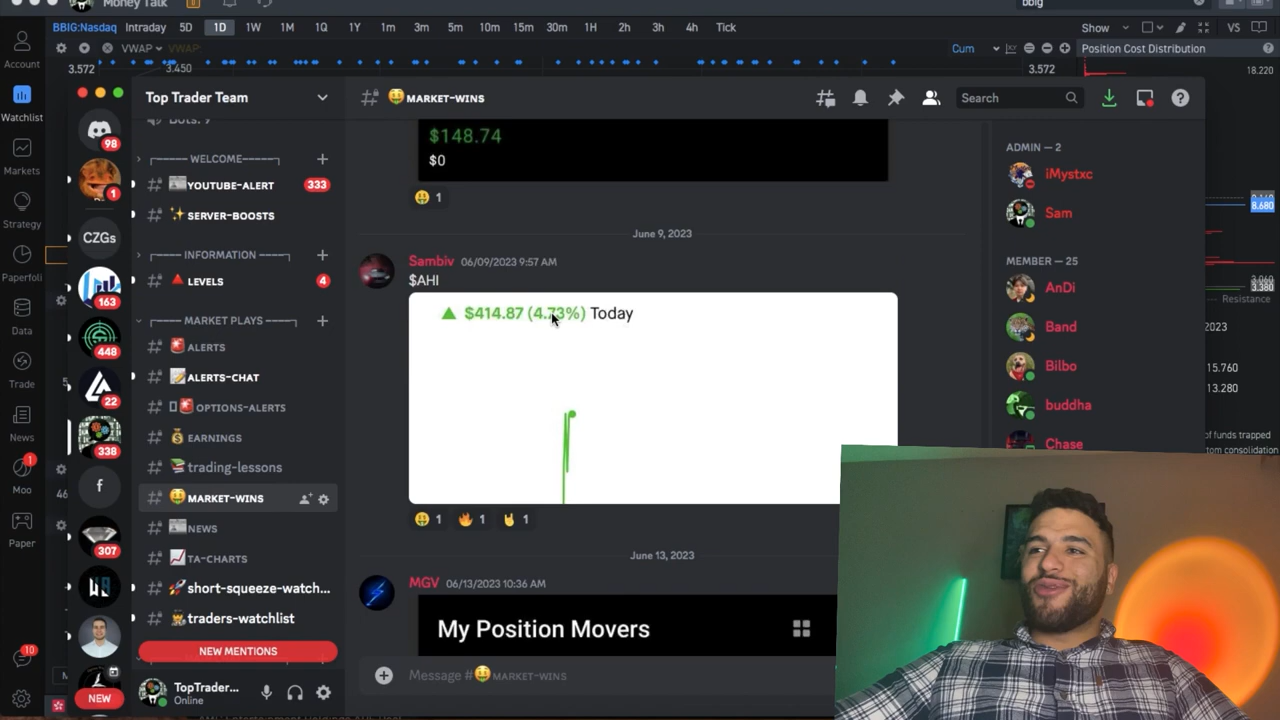 Money Talk
bbig
BBIG:Nasdaq Intraday 5D 1D 1W 1M 1Q 1Y 1m 3m 5m 10m 15m 30m 1H 2h 3h 4h Tick
Show
VS
VWAP
VWAP:
Cum
Position Cost Distribution
3.572
3.450
3.572
18.220
Account
Watchlist
Markets
Strategy
Paperfoli
Data
Trade
News
Moo
Paper
1
10
98
1
CZGs
163
448
22
338
f
307
NEW
Top Trader Team
Bots: 7
WELCOME
YOUTUBE-ALERT
333
SERVER-BOOSTS
INFORMATION
LEVELS
4
MARKET PLAYS
ALERTS
ALERTS-CHAT
OPTIONS-ALERTS
EARNINGS
trading-lessons
MARKET-WINS
NEWS
TA-CHARTS
short-squeeze-watch...
traders-watchlist
NEW MENTIONS
TopTrader...
Online
# 🤑MARKET-WINS
Search
$148.74
$0
🤑 1
June 9, 2023
Sambiv 06/09/2023 9:57 AM
$AHI
▲ $414.87 (4.73%) Today
🤑 1 🔥 1 🤘 1
June 13, 2023
MGV 06/13/2023 10:36 AM
My Position Movers
Message #🤑MARKET-WINS
ADMIN — 2
iMystxc
Sam
MEMBER — 25
AnDi
Band
Bilbo
buddha
Chase
8.680
3.380
Resistance
2023
15.760
13.280
of funds trapped
tom consolidation